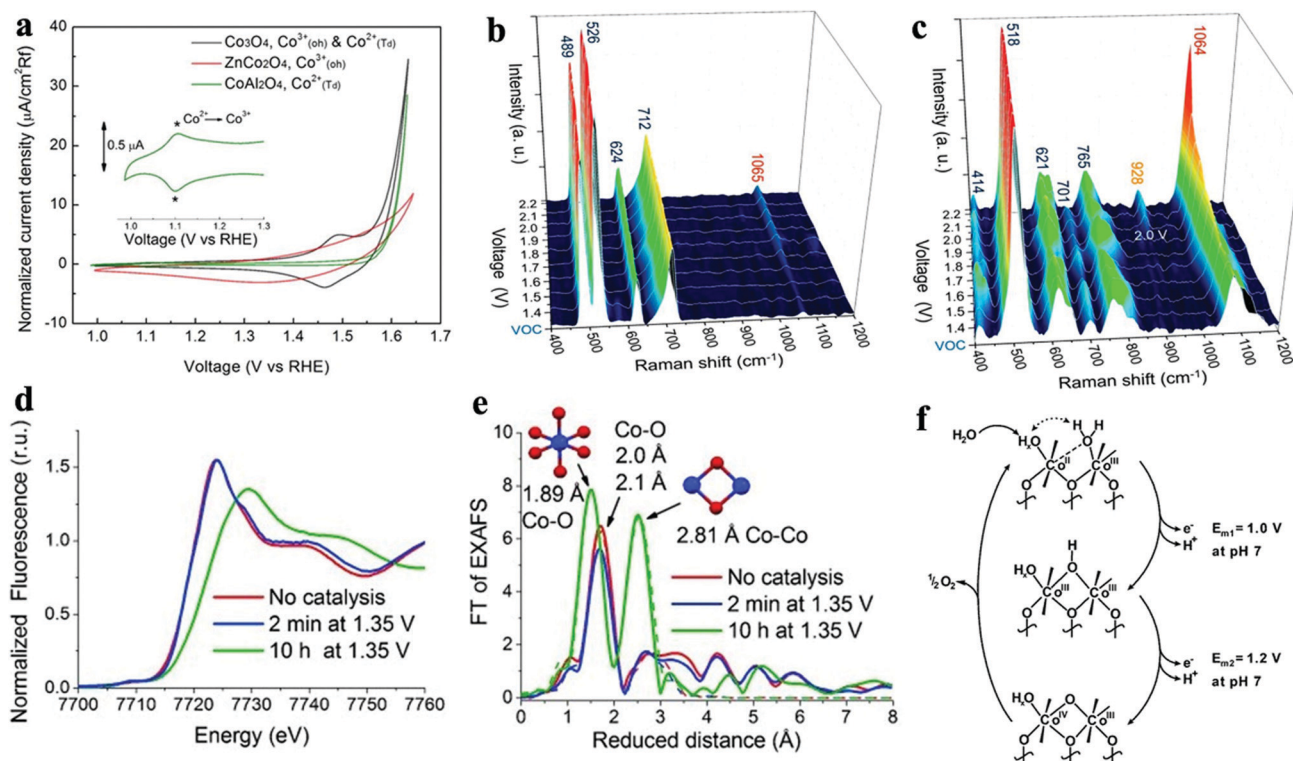 a
Normalized current density (μA/cm²Rf)
40
30
20
10
0
-10
Co3O4, Co3+(oh) & Co2+(Td)
ZnCo2O4, Co3+(oh)
CoAl2O4, Co2+(Td)
* Co2+ → Co3+
0.5 μA
*
1.0 1.1 1.2 1.3
Voltage (V vs RHE)
1.0 1.1 1.2 1.3 1.4 1.5 1.6 1.7
Voltage (V vs RHE)
b
489
526
624
712
1065
Intensity (a. u.)
2.2
2.1
2.0
1.9
1.8
1.7
1.6
1.5
1.4
VOC
Voltage (V)
400 500 600 700 800 900 1000 1100 1200
Raman shift (cm-1)
c
414
518
621
701
765
928
1064
2.0 V
Intensity (a. u.)
2.2
2.1
2.0
1.9
1.8
1.7
1.6
1.5
1.4
VOC
Voltage (V)
400 500 600 700 800 900 1000 1100 1200
Raman shift (cm-1)
d
Normalized Fluorescence (r.u.)
1.5
1.0
0.5
0.0
No catalysis
2 min at 1.35 V
10 h at 1.35 V
7700 7710 7720 7730 7740 7750 7760
Energy (eV)
e
FT of EXAFS
10
8
6
4
2
0
1.89 Å
Co-O
Co-O
2.0 Å
2.1 Å
2.81 Å Co-Co
No catalysis
2 min at 1.35 V
10 h at 1.35 V
0 1 2 3 4 5 6 7 8
Reduced distance (Å)
f
H2O
HxO H H
O
CoII CoIII
O O O
e-
H+
Em1= 1.0 V
at pH 7
H
HxO O
CoIII CoIII
O O O
1/2 O2
e-
H+
Em2= 1.2 V
at pH 7
HxO O
CoIV CoIII
O O O